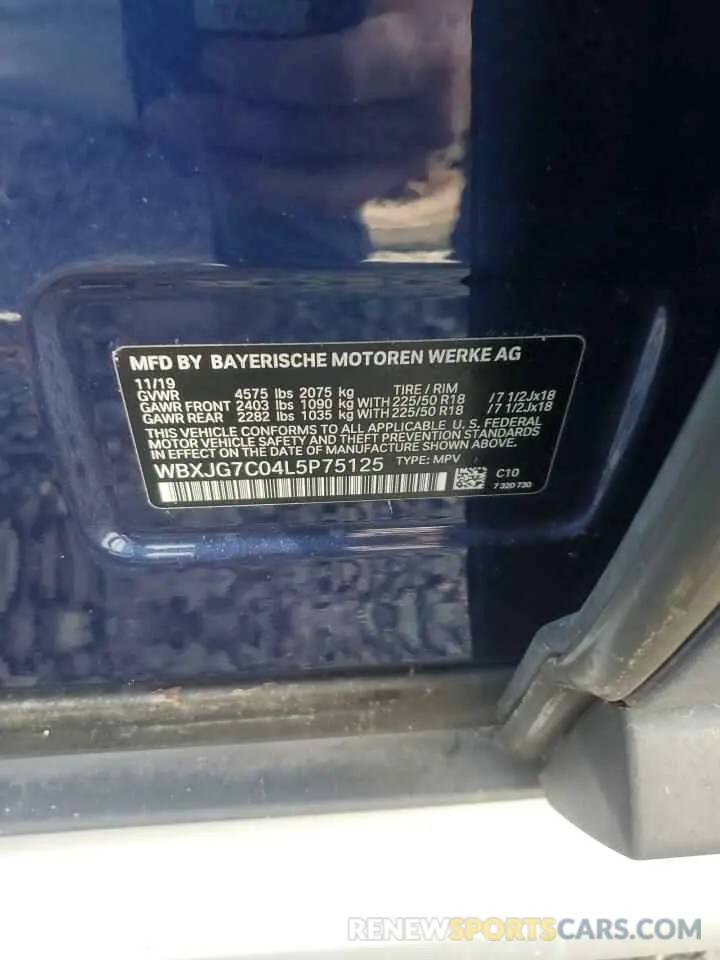 MFD BY BAYERISCHE MOTOREN WERKE AG
11/19
GVWR 4575 lbs 2075 kg TIRE / RIM
GAWR FRONT 2403 lbs 1090 kg WITH 225/50 R18 / 7 1/2Jx18
GAWR REAR 2282 lbs 1035 kg WITH 225/50 R18 / 7 1/2Jx18
THIS VEHICLE CONFORMS TO ALL APPLICABLE U. S. FEDERAL
MOTOR VEHICLE SAFETY AND THEFT PREVENTION STANDARDS
IN EFFECT ON THE DATE OF MANUFACTURE SHOWN ABOVE.
WBXJG7C04L5P75125 TYPE: MPV
C10
7 320 730
RENEWSPORTSCARS.COM